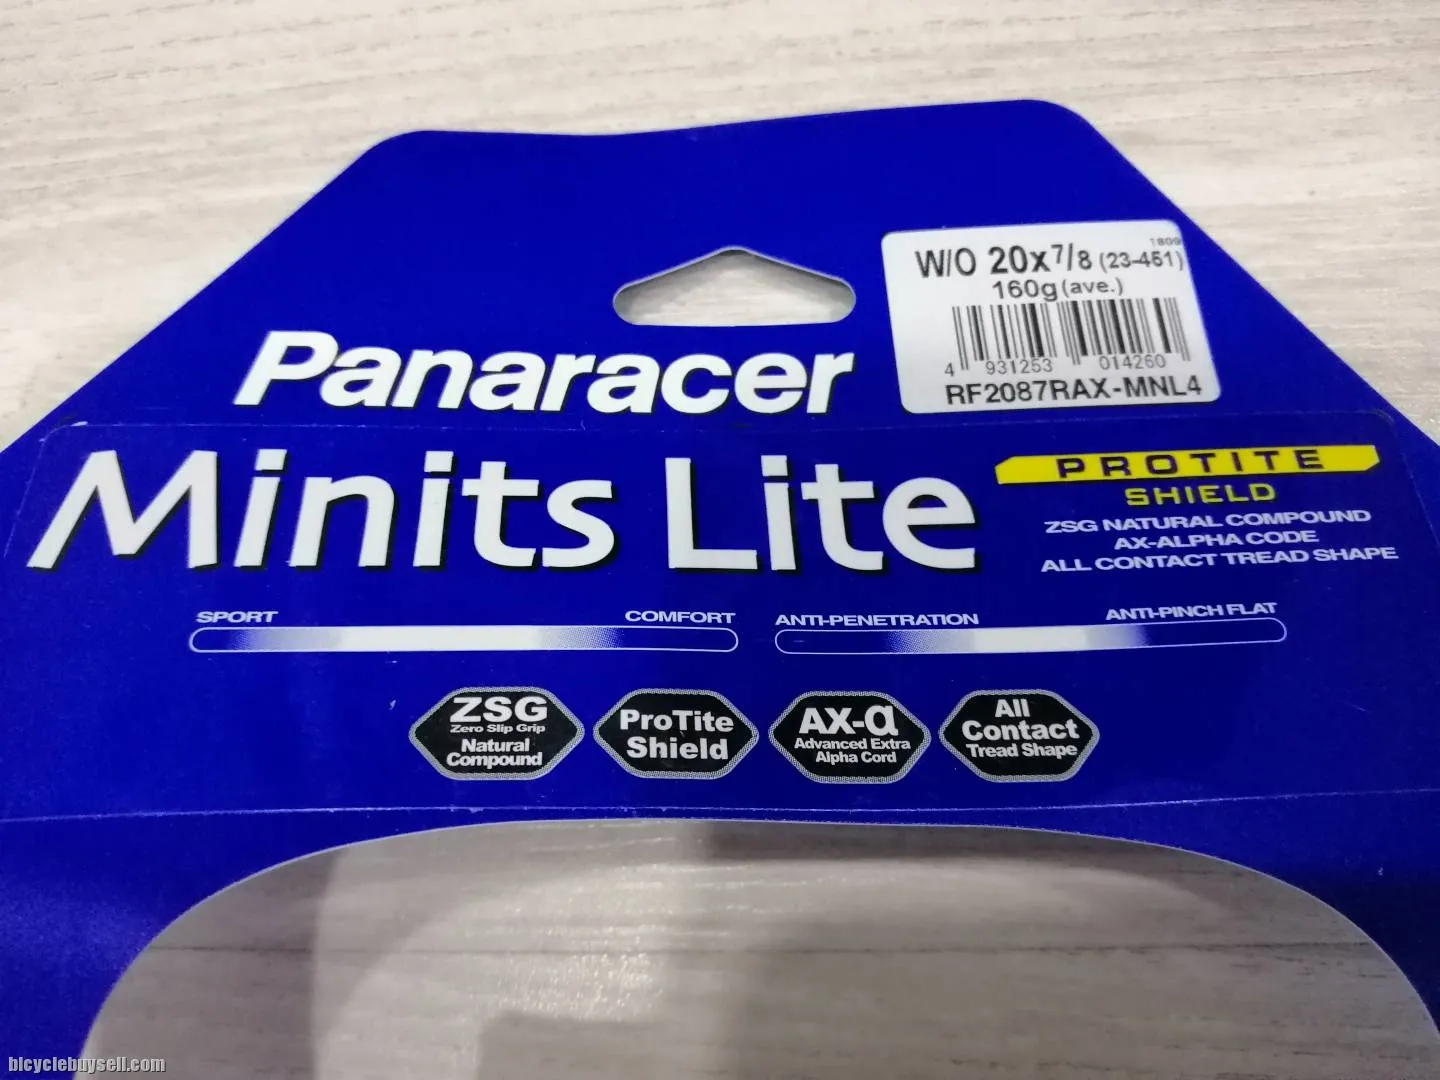 1809
W/O 20x7/8 (23-451)
160g(ave.)
4 931253 014260
RF2087RAX-MNL4
Panaracer
Minits Lite
PROTITE
SHIELD
ZSG NATURAL COMPOUND
AX-ALPHA CODE
ALL CONTACT TREAD SHAPE
SPORT COMFORT
ANTI-PENETRATION ANTI-PINCH FLAT
ZSG
Zero Slip Grip
Natural
Compound
ProTite
Shield
AX-α
Advanced Extra
Alpha Cord
All
Contact
Tread Shape
bicyclebuysell.com